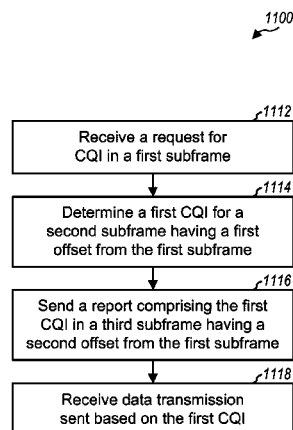 1100
1112
Receive a request for
CQI in a first subframe
1114
Determine a first CQI for a
second subframe having a first
offset from the first subframe
1116
Send a report comprising the first
CQI in a third subframe having a
second offset from the first subframe
1118
Receive data transmission
sent based on the first CQI